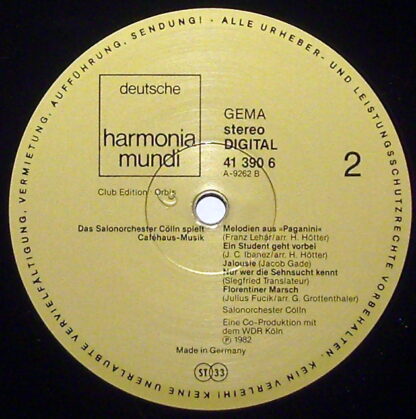 KEINE UNERLAUBTE VERVIELFÄLTIGUNG, VERMIETUNG, AUFFÜHRUNG, SENDUNG! - ALLE URHEBER- UND LEISTUNGSSCHUTZRECHTE VORBEHALTEN. KEIN VERLEIH!
deutsche
harmonia
mundi
GEMA
stereo
DIGITAL
41 390 6
A-9262 B
2
Club Edition · Orbis
Das Salonorchester Cölln spielt
Caféhaus-Musik
Melodien aus »Paganini«
(Franz Lehár/arr. H. Hötter)
Ein Student geht vorbei
(J. C. Ibanez/arr. H. Hötter)
Jalousie (Jacob Gade)
Nur wer die Sehnsucht kennt
(Siegfried Translateur)
Florentiner Marsch
(Julius Fucik/arr. G. Grottenthaler)
Salonorchester Cölln
Eine Co-Produktion mit
dem WDR Köln
Ⓟ 1982
Made in Germany
ST 33